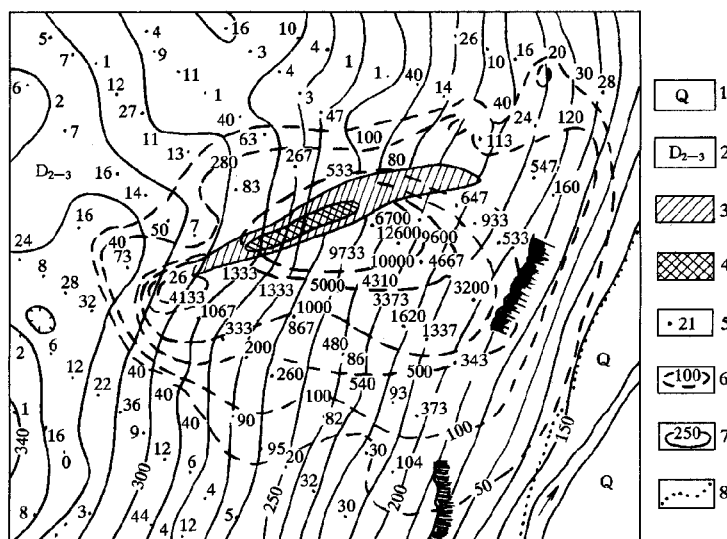 5 4 16 10 26 16 20
7 1 9 3 4 10 30 28
6 12 11 4 1 1 40
2 27 1 3 14 40 24 120
7 11 40 47 113
13 63 100
280 267 80
D₂₋₃ 16 533 547
14 83 647 160
16 50 7 6700 933
24 40 12600 9600 533
73 9733
8 26 1333 10000 4667
28 4133 1333 5000 4310 3200
32 1067 1000 3373
333 867 1620 1337
2 6 200 480 Q
12 40 260 86 500 343
22 40 540 93
1 36 100 373
40 90 82
340 16 9 100 150
0 12 95 20 30 104
300 6 250 32 200 50 Q
4
8 3 44 4 12 5 30
Q 1
D₂₋₃ 2
3
4
21 5
100 6
250 7
8